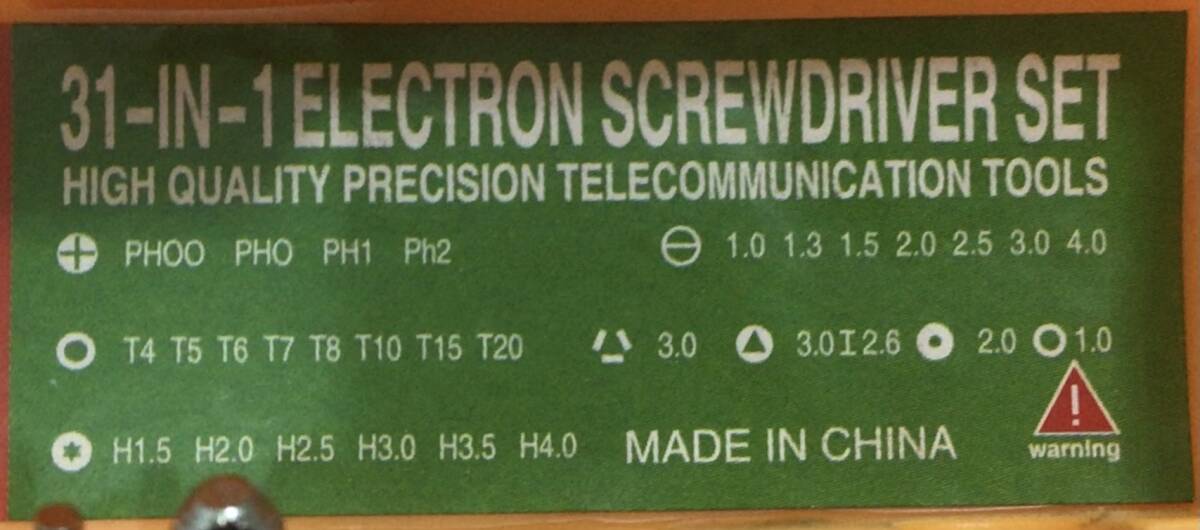 31-IN-1 ELECTRON SCREWDRIVER SET
HIGH QUALITY PRECISION TELECOMMUNICATION TOOLS
PHOO PHO PH1 Ph2 1.0 1.3 1.5 2.0 2.5 3.0 4.0
T4 T5 T6 T7 T8 T10 T15 T20 3.0 3.0I2.6 2.0 1.0
H1.5 H2.0 H2.5 H3.0 H3.5 H4.0 MADE IN CHINA
warning